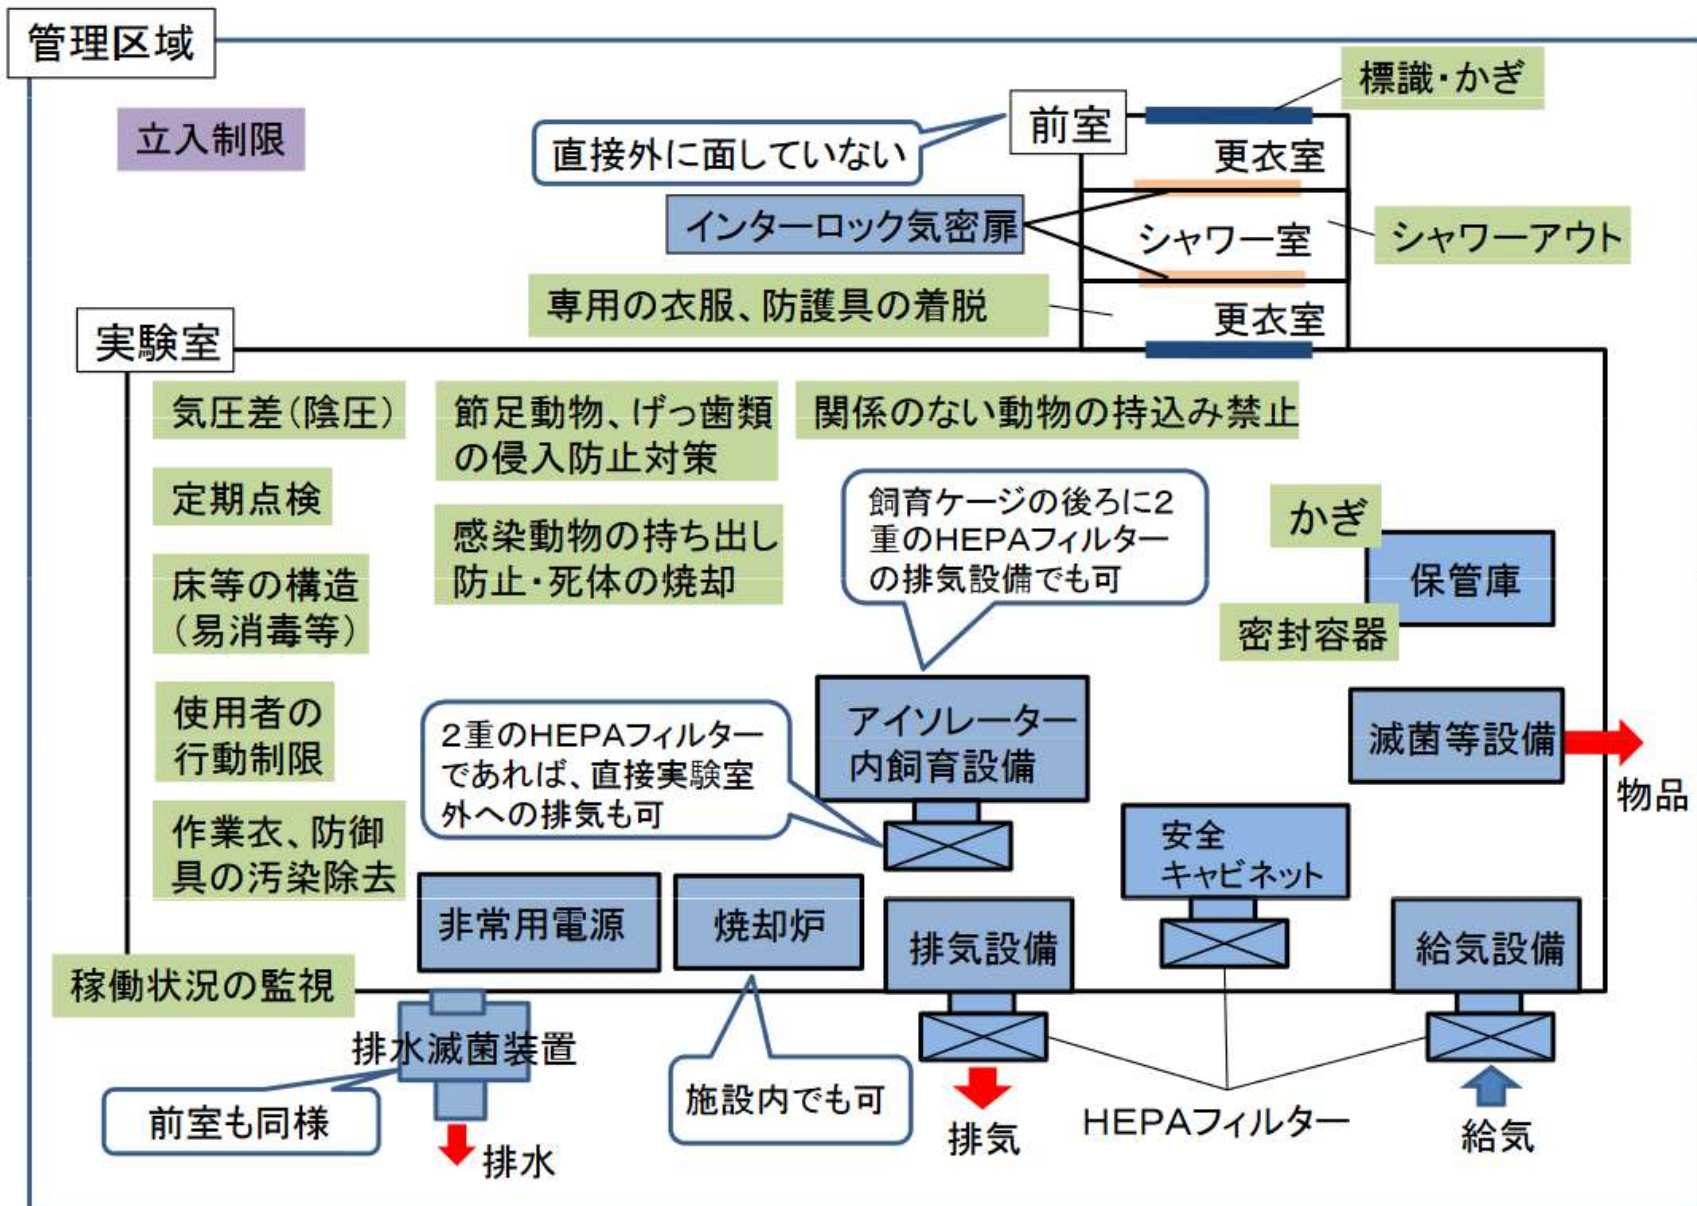 管理区域
立入制限
標識・かぎ
前室
直接外に面していない
更衣室
インターロック気密扉
シャワー室
シャワーアウト
専用の衣服、防護具の着脱
更衣室
実験室
気圧差(陰圧)
節足動物、げっ歯類
の侵入防止対策
関係のない動物の持込み禁止
定期点検
感染動物の持ち出し
防止・死体の焼却
飼育ケージの後ろに2
重のHEPAフィルター
の排気設備でも可
かぎ
保管庫
密封容器
床等の構造
(易消毒等)
使用者の
行動制限
2重のHEPAフィルター
であれば、直接実験室
外への排気も可
アイソレーター
内飼育設備
滅菌等設備
物品
作業衣、防御
具の汚染除去
安全
キャビネット
非常用電源
焼却炉
排気設備
給気設備
稼働状況の監視
排水滅菌装置
前室も同様
施設内でも可
排水
排気
HEPAフィルター
給気